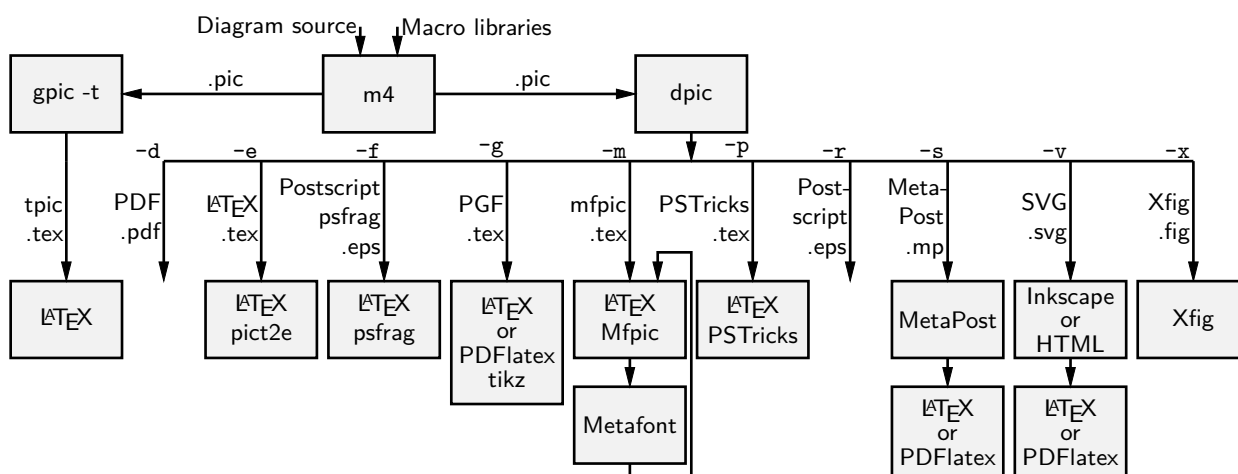 Diagram source
Macro libraries
gpic -t
.pic
m4
.pic
dpic
-d
-e
-f
-g
-m
-p
-r
-s
-v
-x
tpic
.tex
PDF
.pdf
LATEX
.tex
Postscript
psfrag
.eps
PGF
.tex
mfpic
.tex
PSTricks
.tex
Post-
script
.eps
Meta-
Post
.mp
SVG
.svg
Xfig
.fig
LATEX
LATEX
pict2e
LATEX
psfrag
LATEX
or
PDFlatex
tikz
LATEX
Mfpic
LATEX
PSTricks
MetaPost
Inkscape
or
HTML
Xfig
Metafont
LATEX
or
PDFlatex
LATEX
or
PDFlatex